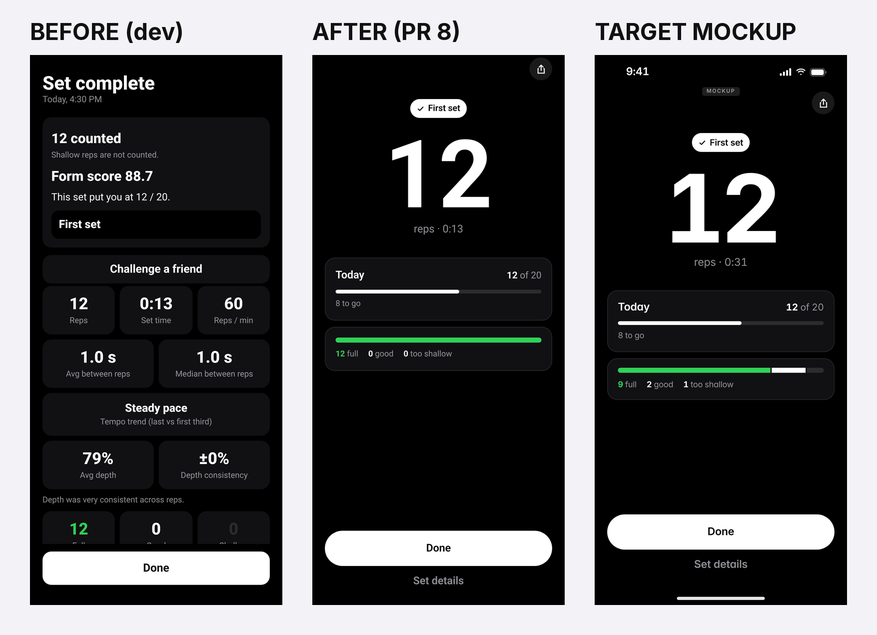 BEFORE (dev)
Set complete
Today, 4:30 PM
12 counted
Shallow reps are not counted.
Form score 88.7
This set put you at 12 / 20.
First set
Challenge a friend
12
Reps
0:13
Set time
60
Reps / min
1.0 s
Avg between reps
1.0 s
Median between reps
Steady pace
Tempo trend (last vs first third)
79%
Avg depth
±0%
Depth consistency
Depth was very consistent across reps.
12
0
0
Done
AFTER (PR 8)
First set
12
reps · 0:13
Today
12 of 20
8 to go
12 full 0 good 0 too shallow
Done
Set details
TARGET MOCKUP
9:41
MOCKUP
First set
12
reps · 0:31
Today
12 of 20
8 to go
9 full 2 good 1 too shallow
Done
Set details